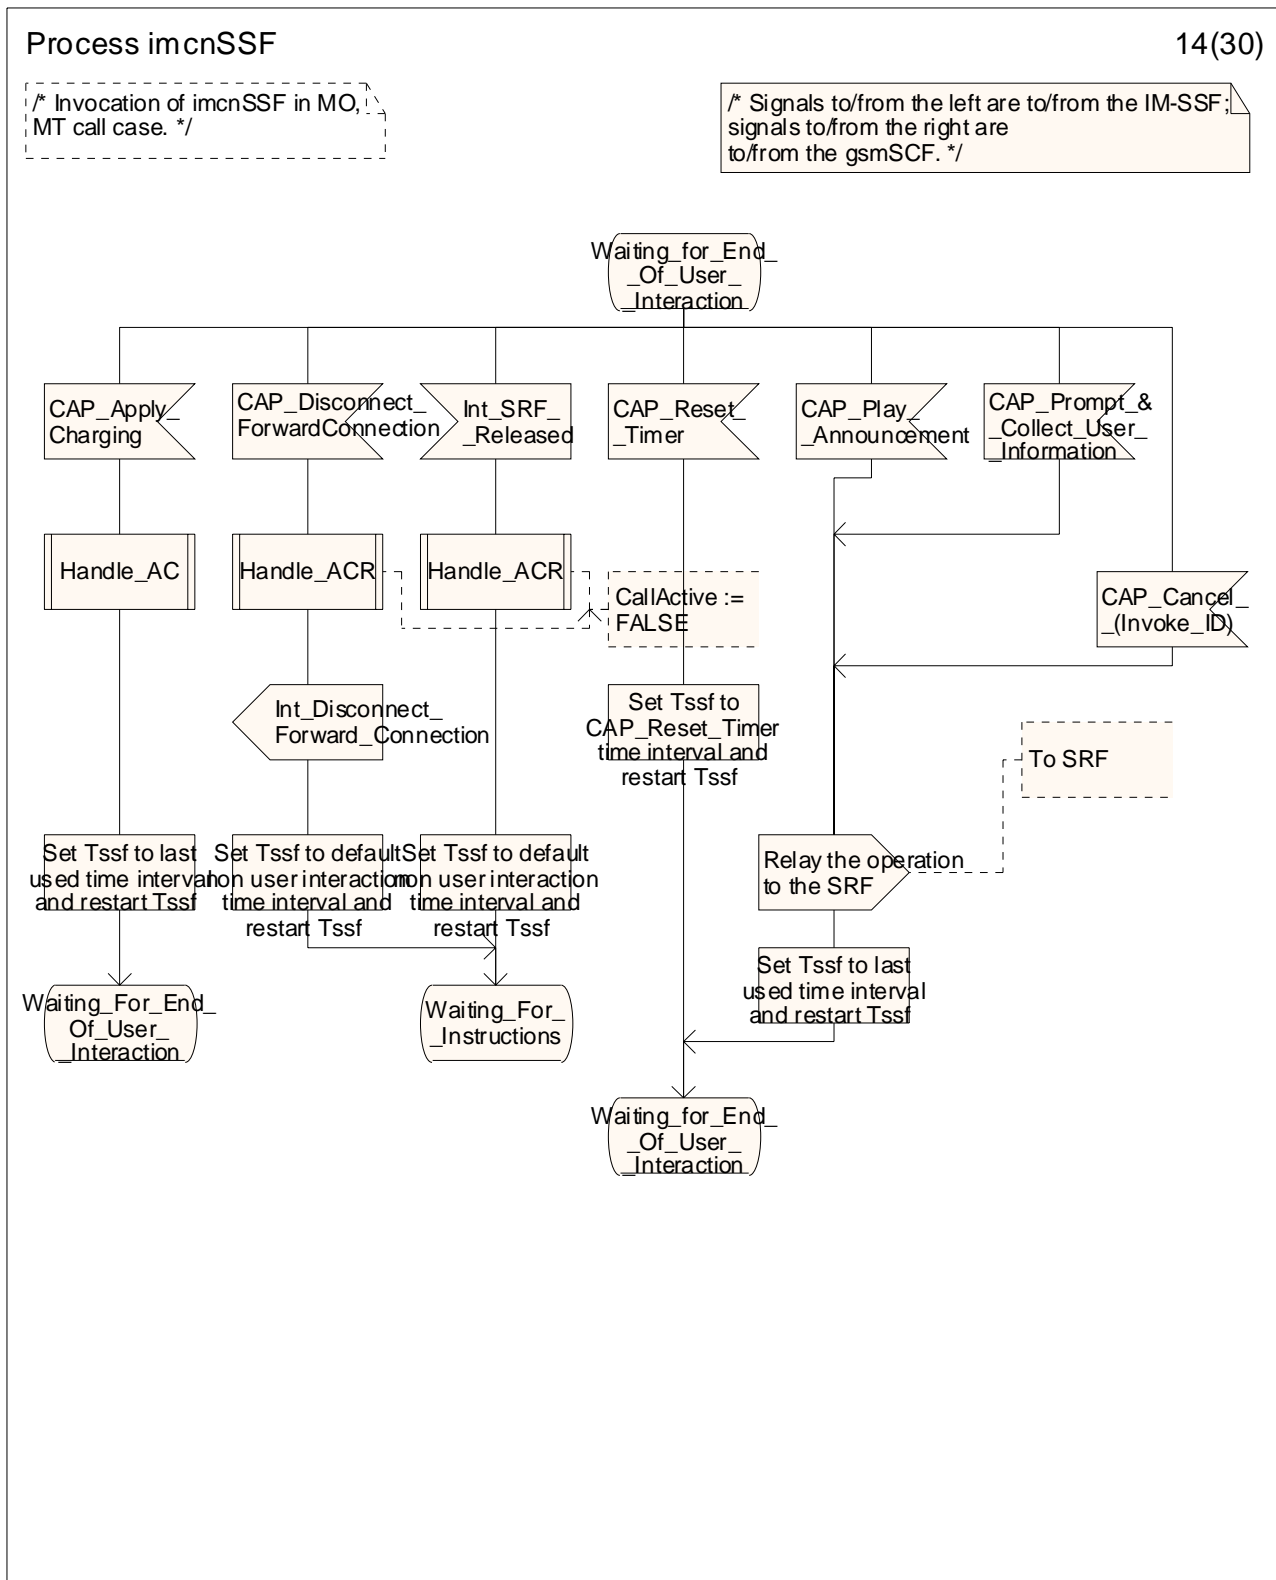 Process imcnSSF
14(30)
/* Invocation of imcnSSF in MO,
MT call case. */
/* Signals to/from the left are to/from the IM-SSF;
signals to/from the right are
to/from the gsmSCF. */
Waiting_for_End_
_Of_User_
_Interaction
CAP_Apply_
Charging
CAP_Disconnect_
ForwardConnection
Int_SRF_
_Released
CAP_Reset_
_Timer
CAP_Play_
_Announcement
CAP_Prompt_&
_Collect_User_
_Information
Handle_AC
Handle_ACR
Handle_ACR
CallActive :=
FALSE
CAP_Cancel_
_(Invoke_ID)
Int_Disconnect_
Forward_Connection
Set Tssf to
CAP_Reset_Timer
time interval and
restart Tssf
To SRF
Set Tssf to last
used time interval
and restart Tssf
Set Tssf to default
non user interaction
time interval and
restart Tssf
Set Tssf to default
non user interaction
time interval and
restart Tssf
Relay the operation
to the SRF
Set Tssf to last
used time interval
and restart Tssf
Waiting_For_End_
_Of_User_
_Interaction
Waiting_For_
_Instructions
Waiting_for_End_
_Of_User_
_Interaction